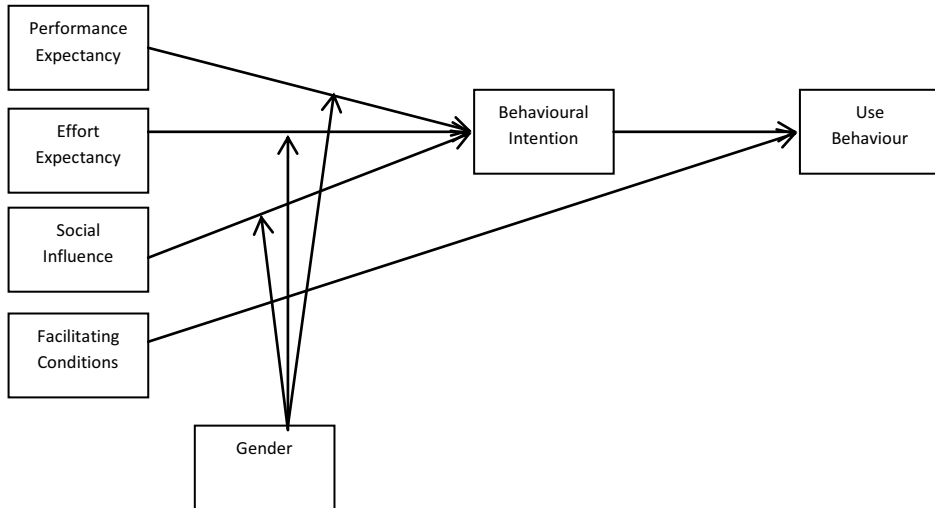 Performance
Expectancy
Effort
Expectancy
Social
Influence
Facilitating
Conditions
Behavioural
Intention
Use
Behaviour
Gender